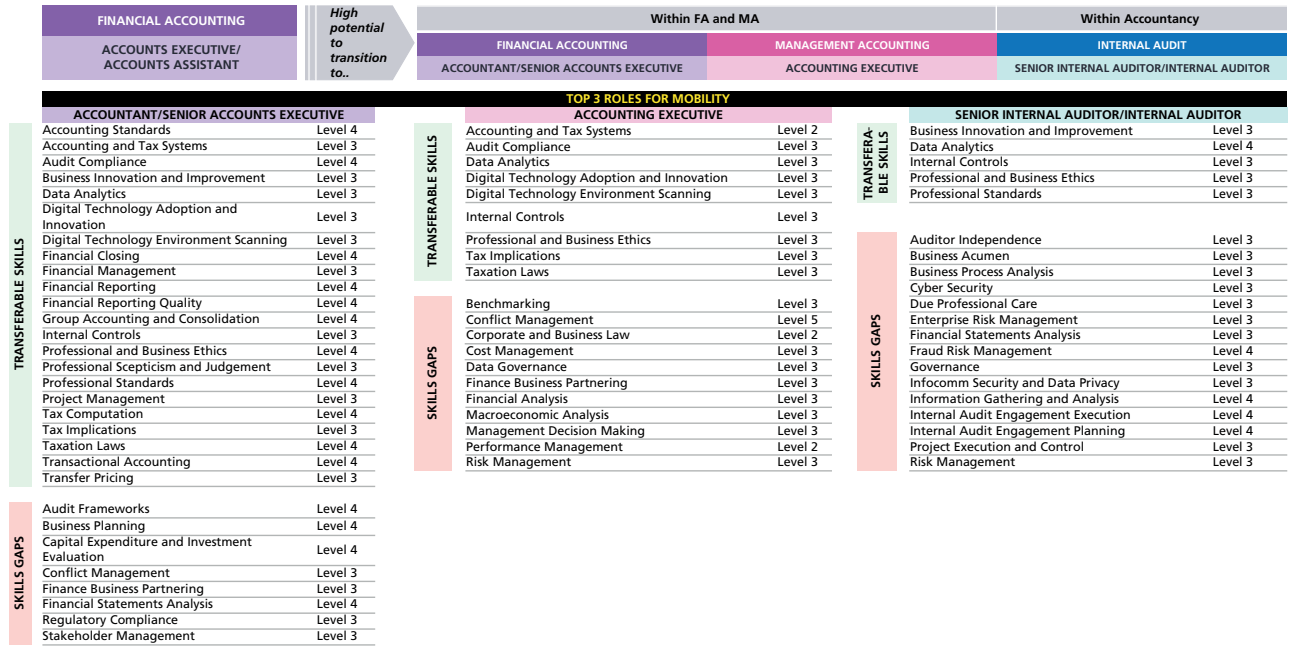 FINANCIAL ACCOUNTING
ACCOUNTS EXECUTIVE/
ACCOUNTS ASSISTANT
High
potential
to
transition
to..
Within FA and MA
Within Accountancy
FINANCIAL ACCOUNTING
MANAGEMENT ACCOUNTING
INTERNAL AUDIT
ACCOUNTANT/SENIOR ACCOUNTS EXECUTIVE
ACCOUNTING EXECUTIVE
SENIOR INTERNAL AUDITOR/INTERNAL AUDITOR
TOP 3 ROLES FOR MOBILITY
ACCOUNTANT/SENIOR ACCOUNTS EXECUTIVE
TRANSFERABLE SKILLS
Accounting Standards Level 4
Accounting and Tax Systems Level 3
Audit Compliance Level 4
Business Innovation and Improvement Level 3
Data Analytics Level 3
Digital Technology Adoption and
Innovation Level 3
Digital Technology Environment Scanning Level 3
Financial Closing Level 4
Financial Management Level 3
Financial Reporting Level 4
Financial Reporting Quality Level 4
Group Accounting and Consolidation Level 4
Internal Controls Level 3
Professional and Business Ethics Level 4
Professional Scepticism and Judgement Level 3
Professional Standards Level 4
Project Management Level 3
Tax Computation Level 4
Tax Implications Level 3
Taxation Laws Level 4
Transactional Accounting Level 4
Transfer Pricing Level 3
SKILLS GAPS
Audit Frameworks Level 4
Business Planning Level 4
Capital Expenditure and Investment
Evaluation Level 4
Conflict Management Level 3
Finance Business Partnering Level 3
Financial Statements Analysis Level 4
Regulatory Compliance Level 3
Stakeholder Management Level 3
ACCOUNTING EXECUTIVE
TRANSFERABLE SKILLS
Accounting and Tax Systems Level 2
Audit Compliance Level 3
Data Analytics Level 3
Digital Technology Adoption and Innovation Level 3
Digital Technology Environment Scanning Level 3
Internal Controls Level 3
Professional and Business Ethics Level 3
Tax Implications Level 3
Taxation Laws Level 3
SKILLS GAPS
Benchmarking Level 3
Conflict Management Level 5
Corporate and Business Law Level 2
Cost Management Level 3
Data Governance Level 3
Finance Business Partnering Level 3
Financial Analysis Level 3
Macroeconomic Analysis Level 3
Management Decision Making Level 3
Performance Management Level 2
Risk Management Level 3
SENIOR INTERNAL AUDITOR/INTERNAL AUDITOR
TRANSFERA-
BLE SKILLS
Business Innovation and Improvement Level 3
Data Analytics Level 4
Internal Controls Level 3
Professional and Business Ethics Level 3
Professional Standards Level 3
SKILLS GAPS
Auditor Independence Level 3
Business Acumen Level 3
Business Process Analysis Level 3
Cyber Security Level 3
Due Professional Care Level 3
Enterprise Risk Management Level 3
Financial Statements Analysis Level 3
Fraud Risk Management Level 4
Governance Level 3
Infocomm Security and Data Privacy Level 3
Information Gathering and Analysis Level 4
Internal Audit Engagement Execution Level 4
Internal Audit Engagement Planning Level 4
Project Execution and Control Level 3
Risk Management Level 3